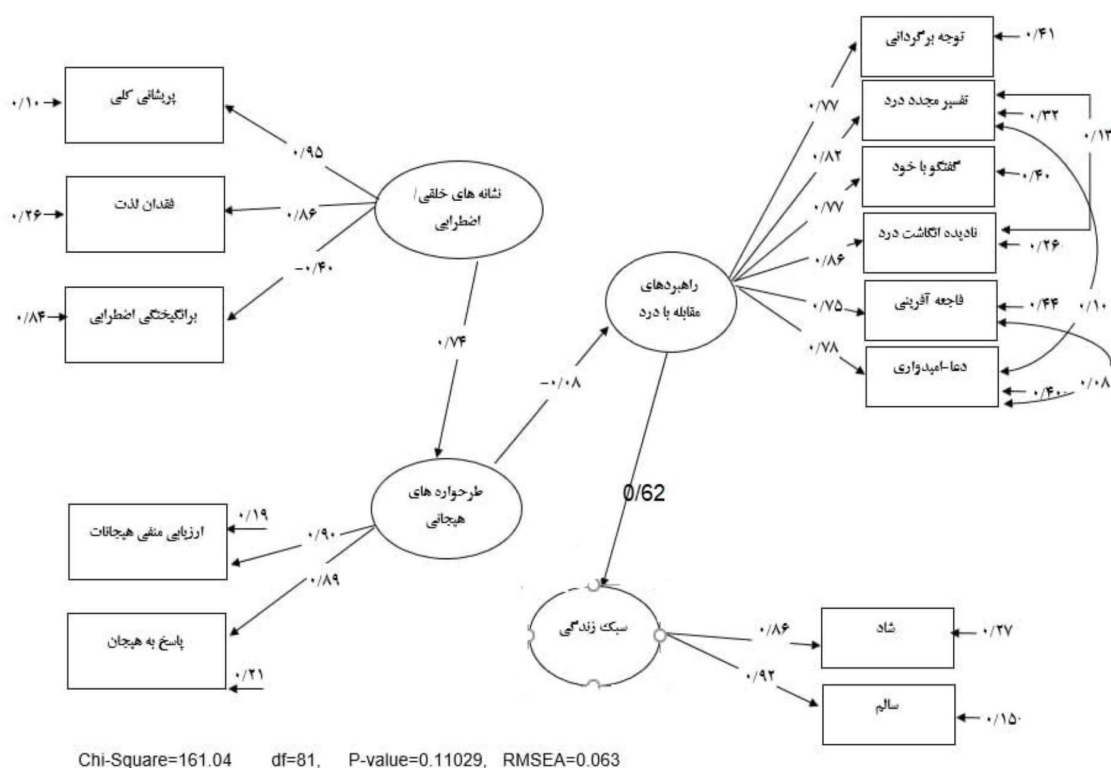 توجه برگردانی
۰/۴۱
تفسیر مجدد درد
۰/۳۲
۰/۱۳
گفتگو با خود
۰/۴۰
نادیده انگاشت درد
۰/۲۶
فاجعه آفرینی
۰/۴۴
دعا-امیدواری
۰/۴۰
۰/۱۰
۰/۰۸
۰/۷۷
۰/۸۲
۰/۷۷
۰/۸۶
۰/۷۵
۰/۷۸
راهبردهای
مقابله با درد
پریشانی کلی
۰/۱۰
فقدان لذت
۰/۲۶
برانگیختگی اضطرابی
۰/۸۴
۰/۹۵
۰/۸۶
-۰/۴۰
نشانه های خلقی/
اضطرابی
۰/۷۴
-۰/۰۸
طرحواره های
هیجانی
۰/۱۹
ارزیابی منفی هیجانات
۰/۹۰
۰/۸۹
پاسخ به هیجان
۰/۲۱
0/62
سبک زندگی
۰/۸۶
۰/۹۲
شاد
۰/۲۷
سالم
۰/۱۵۰
Chi-Square=161.04 df=81, P-value=0.11029, RMSEA=0.063